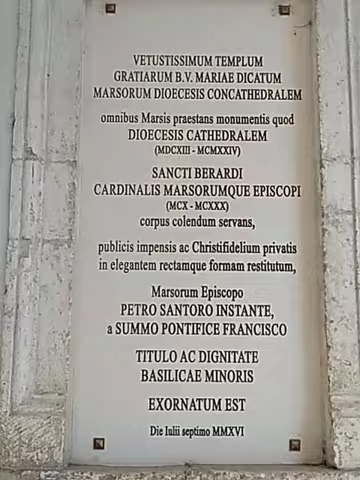 VETUSTISSIMUM TEMPLUM
GRATIARUM B.V. MARIAE DICATUM
MARSORUM DIOECESIS CONCATHEDRALEM
omnibus Marsis praestans monumentis quod
DIOECESIS CATHEDRALEM
(MDCXIII - MCMXXIV)
SANCTI BERARDI
CARDINALIS MARSORUMQUE EPISCOPI
(MCX - MCXXX)
corpus colendum servans,
publicis impensis ac Christifidelium privatis
in elegantem rectamque formam restitutum,
Marsorum Episcopo
PETRO SANTORO INSTANTE,
a SUMMO PONTIFICE FRANCISCO
TITULO AC DIGNITATE
BASILICAE MINORIS
EXORNATUM EST
Die Iulii septimo MMXVI